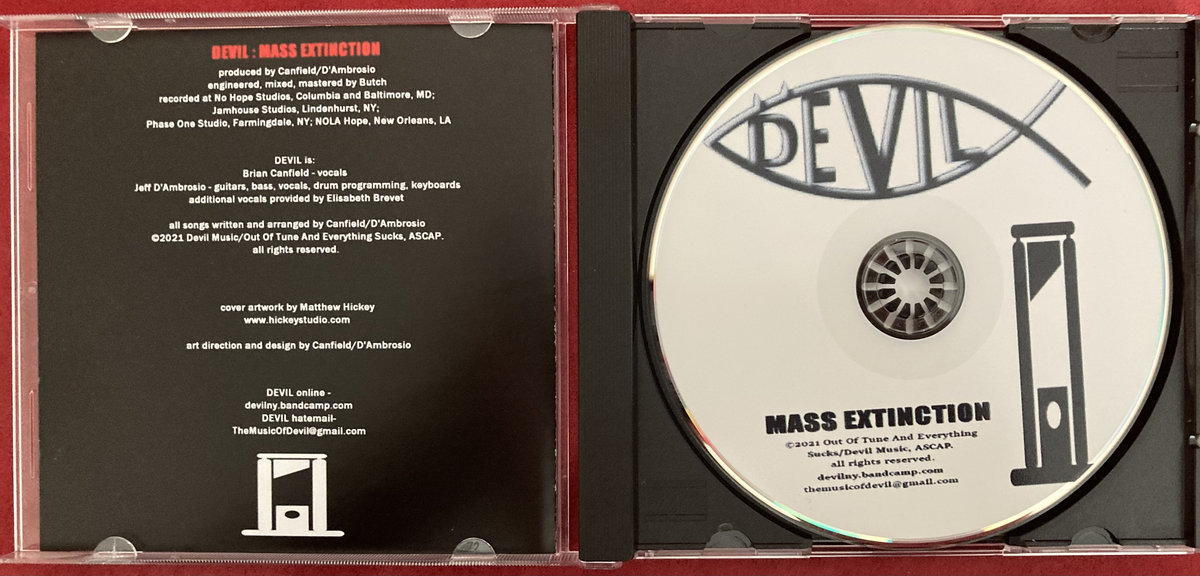 DEVIL : MASS EXTINCTION
produced by Canfield/D'Ambrosio
engineered, mixed, mastered by Butch
recorded at No Hope Studios, Columbia and Baltimore, MD;
Jamhouse Studios, Lindenhurst, NY;
Phase One Studio, Farmingdale, NY; NOLA Hope, New Orleans, LA
DEVIL is:
Brian Canfield - vocals
Jeff D'Ambrosio - guitars, bass, vocals, drum programming, keyboards
additional vocals provided by Elisabeth Brevet
all songs written and arranged by Canfield/D'Ambrosio
©2021 Devil Music/Out Of Tune And Everything Sucks, ASCAP.
all rights reserved.
cover artwork by Matthew Hickey
www.hickeystudio.com
art direction and design by Canfield/D'Ambrosio
DEVIL online -
devilny.bandcamp.com
DEVIL hatemail-
TheMusicOfDevil@gmail.com
DEVIL
MASS EXTINCTION
©2021 Out Of Tune And Everything
Sucks/Devil Music, ASCAP.
all rights reserved.
devilny.bandcamp.com
themusicofdevil@gmail.com